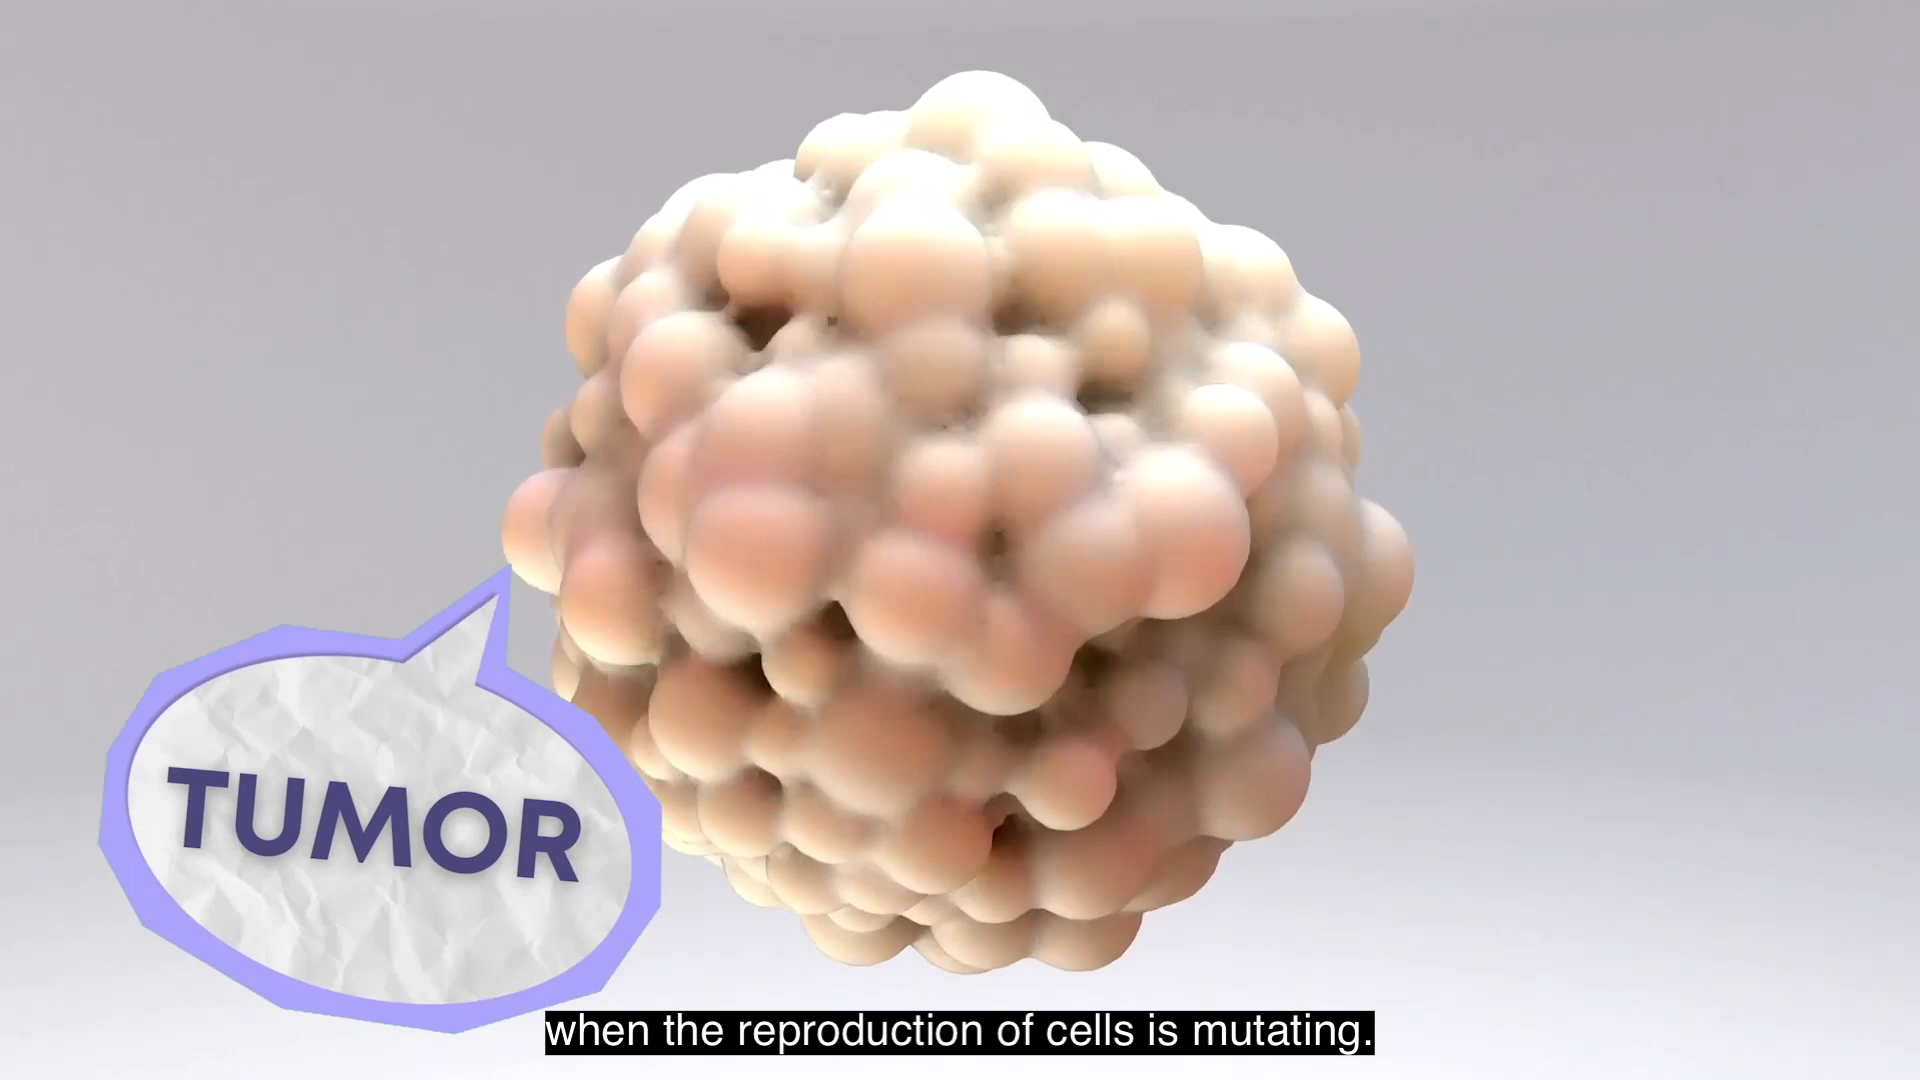 TUMOR
when the reproduction of cells is mutating.